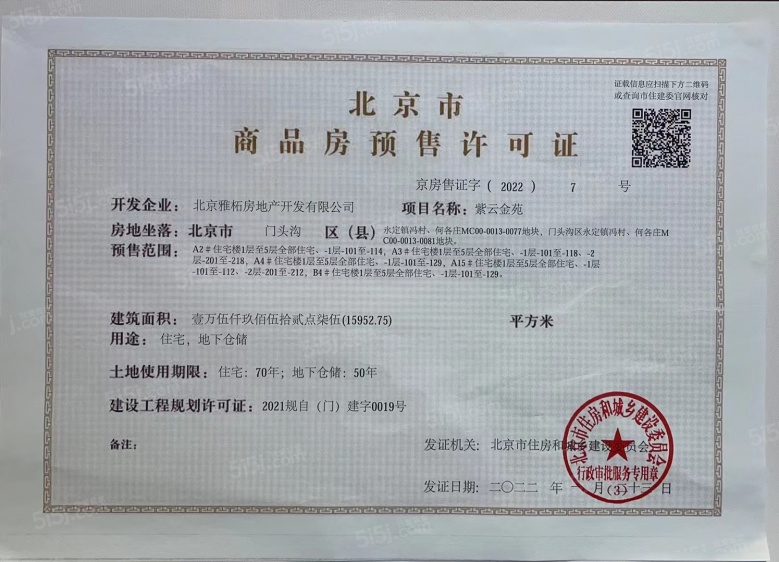 证载信息应扫描下方二维码
或查询市住建委官网核对
北京市
商品房预售许可证
京房售证字（2022）7号
开发企业：北京雅柘房地产开发有限公司 项目名称：紫云金苑
房地坐落：北京市 门头沟 区（县）永定镇冯村、何各庄MC00-0013-0077地块，门头沟区永定镇冯村、何各庄M
C00-0013-0081地块。
预售范围：A2#住宅楼1层至5层全部住宅、-1层-101至-114，A3#住宅楼1层至5层全部住宅、-1层-101至-118、-2
层-201至-218，A4#住宅楼1层至5层全部住宅、-1层-101至-129，A15#住宅楼1层至5层全部住宅、-1层
-101至-112、-2层-201至-212，B4#住宅楼1层至5层全部住宅、-1层-101至-129。
建筑面积：壹万伍仟玖佰伍拾贰点柒伍(15952.75) 平方米
用途：住宅，地下仓储
土地使用期限：住宅：70年；地下仓储：50年
建设工程规划许可证：2021规自（门）建字0019号
备注：
发证机关：北京市住房和城乡建设委员会
发证日期：二〇二二 年 月 二十三日
北京市住房和城乡建设委员会
行政审批服务专用章
(3)